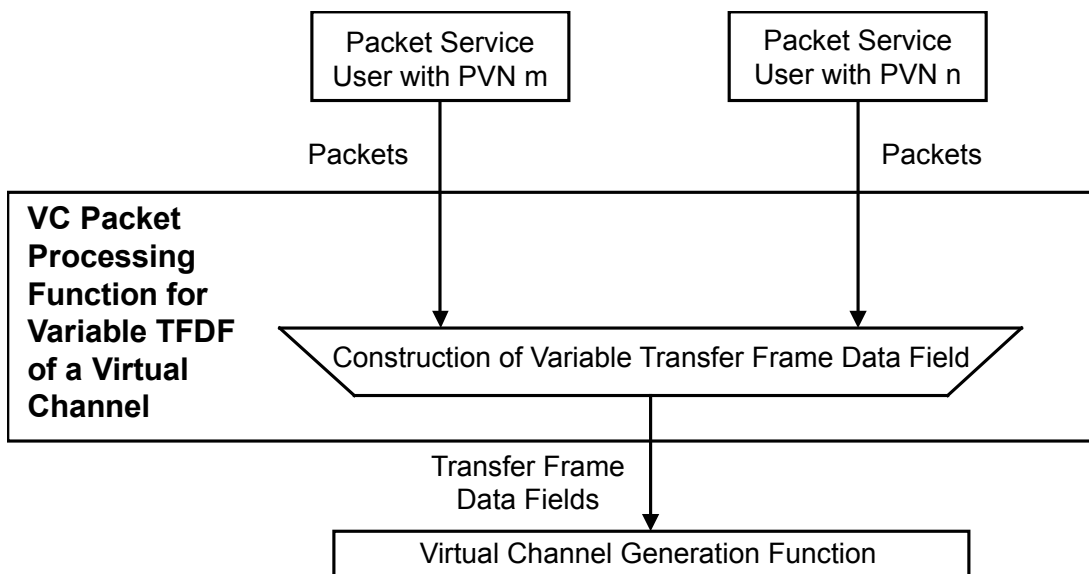 Packet Service
User with PVN m
Packet Service
User with PVN n
Packets
Packets
VC Packet
Processing
Function for
Variable TFDF
of a Virtual
Channel
Construction of Variable Transfer Frame Data Field
Transfer Frame
Data Fields
Virtual Channel Generation Function